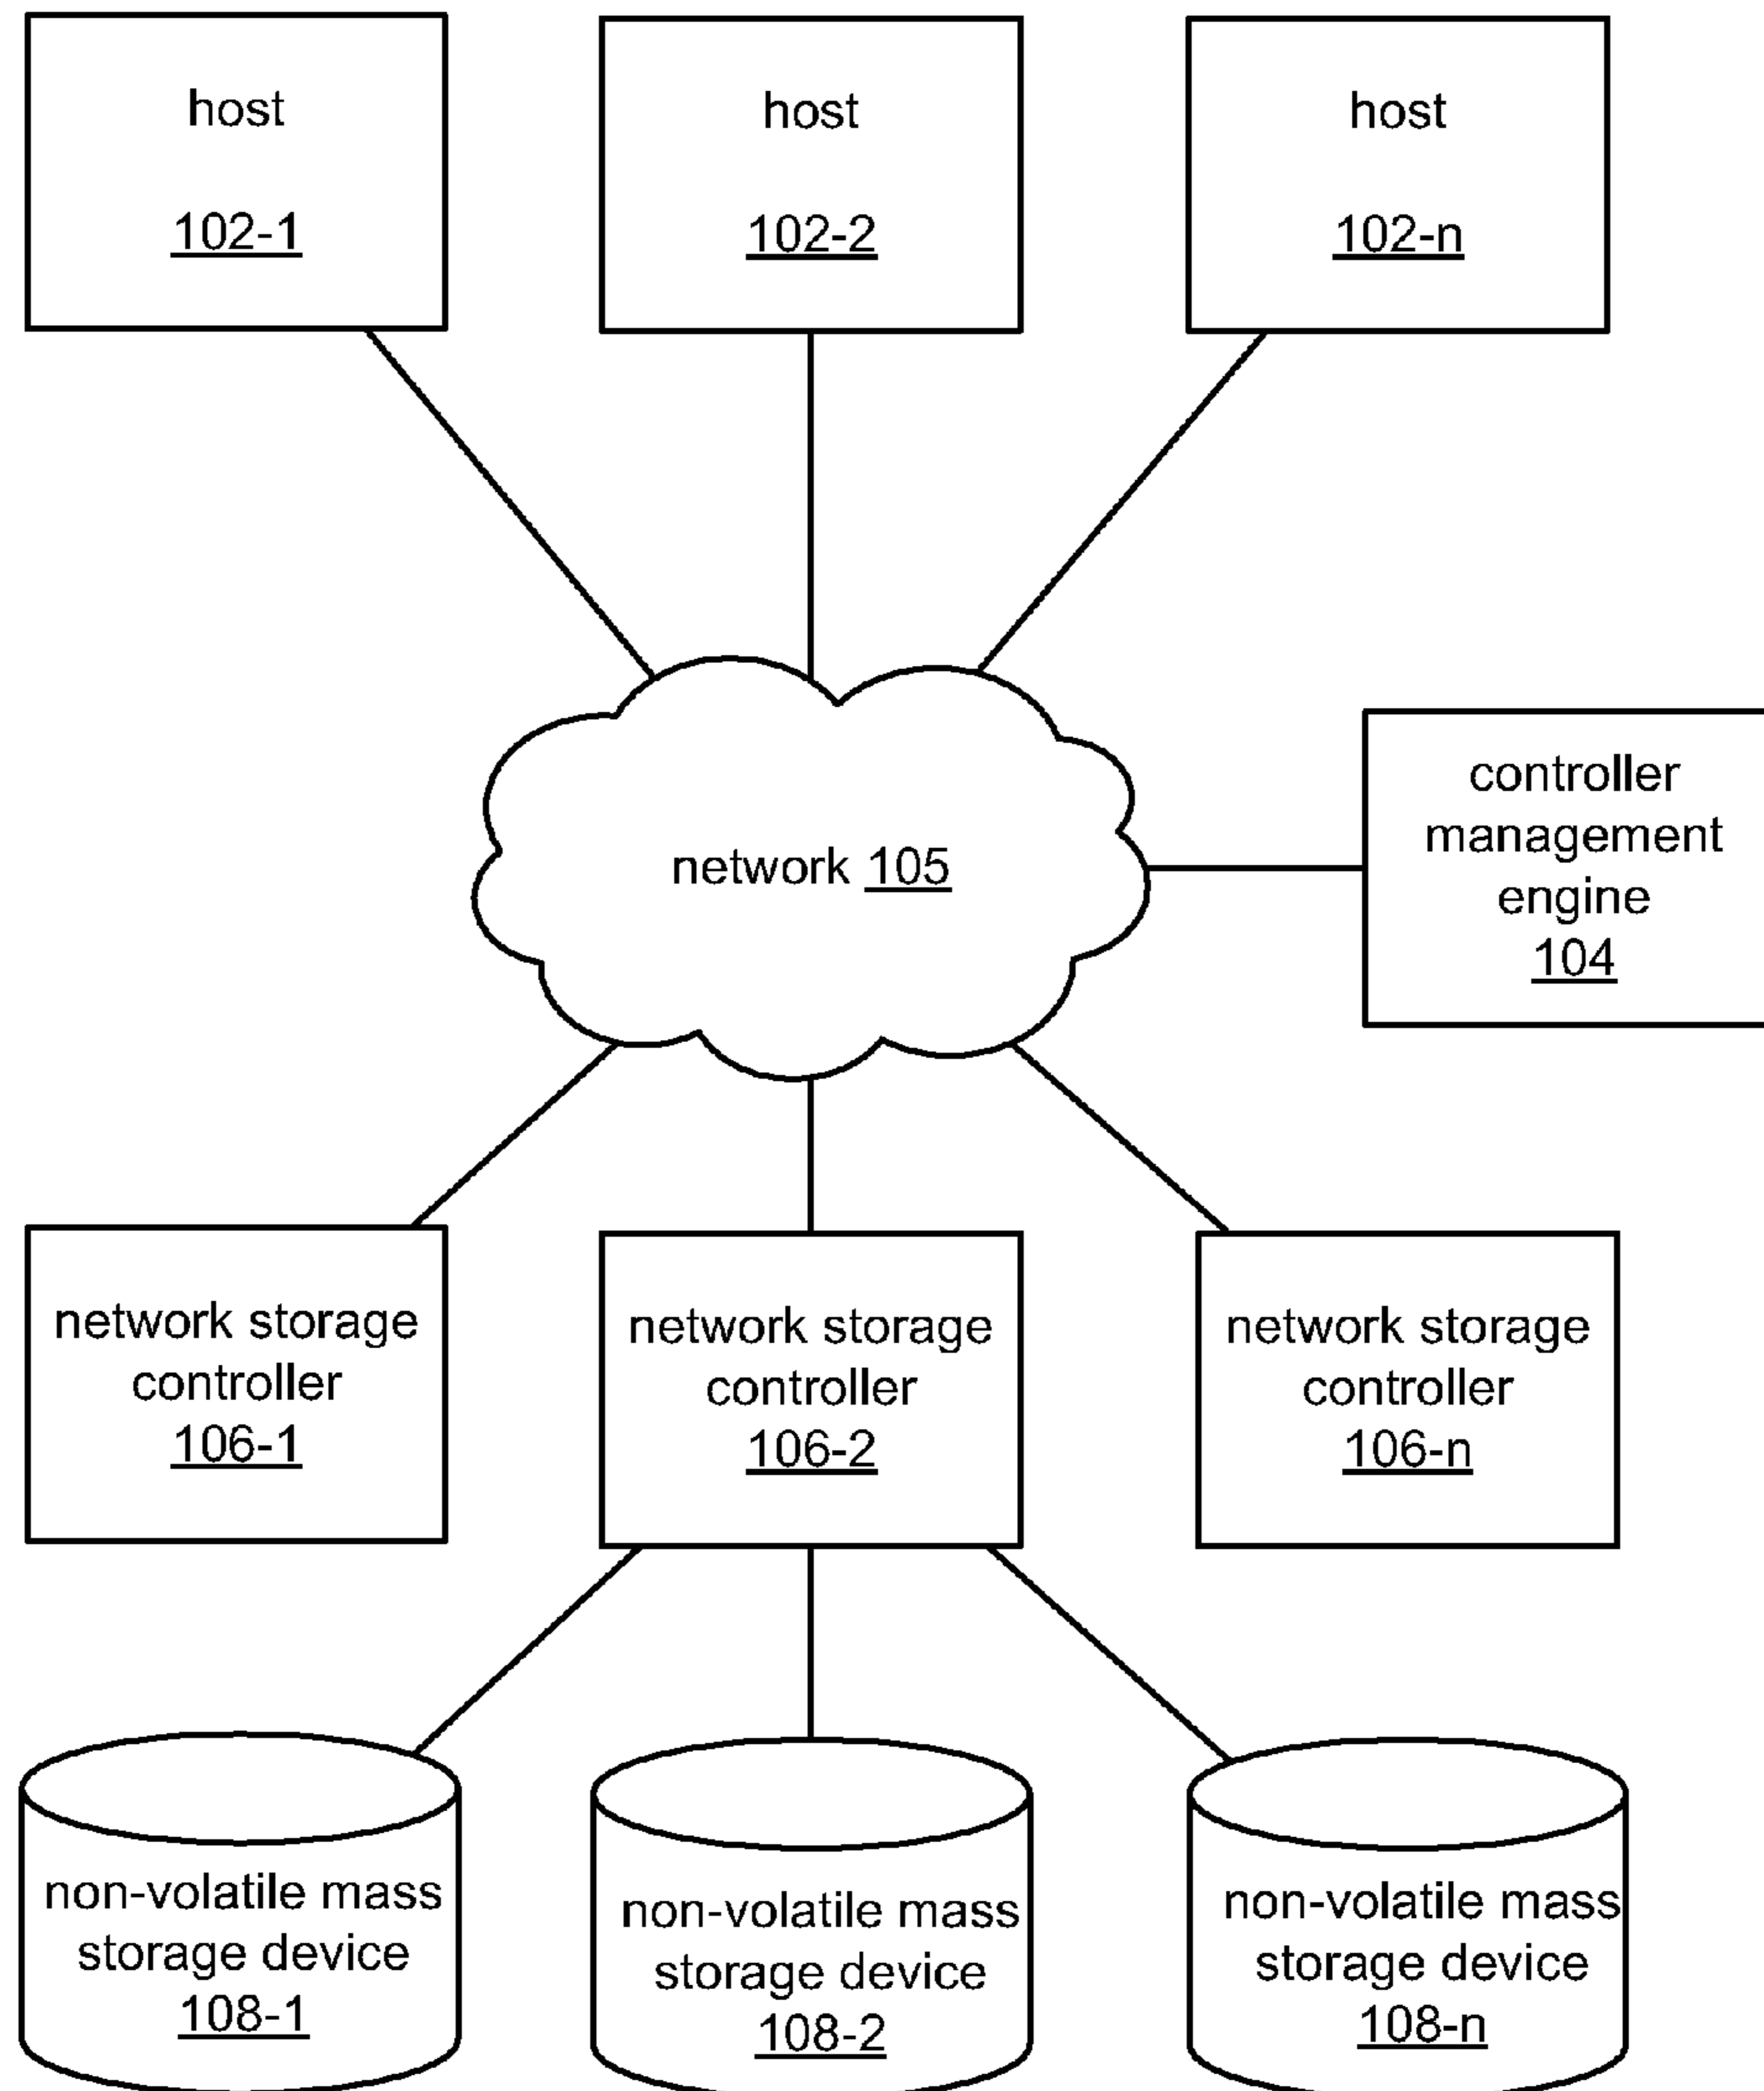 host
102-1
host
102-2
host
102-n
network 105
controller
management
engine
104
network storage
controller
106-1
network storage
controller
106-2
network storage
controller
106-n
non-volatile mass
storage device
108-1
non-volatile mass
storage device
108-2
non-volatile mass
storage device
108-n